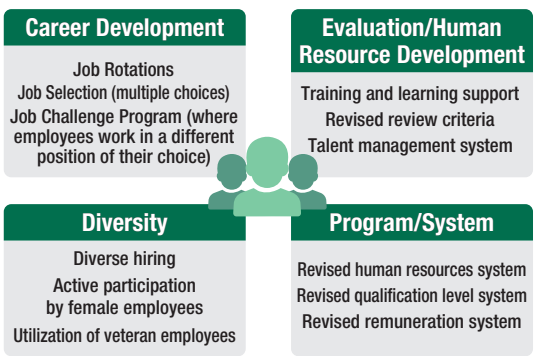 Career Development
Job Rotations
Job Selection (multiple choices)
Job Challenge Program (where
employees work in a different
position of their choice)
Evaluation/Human
Resource Development
Training and learning support
Revised review criteria
Talent management system
Diversity
Diverse hiring
Active participation
by female employees
Utilization of veteran employees
Program/System
Revised human resources system
Revised qualification level system
Revised remuneration system